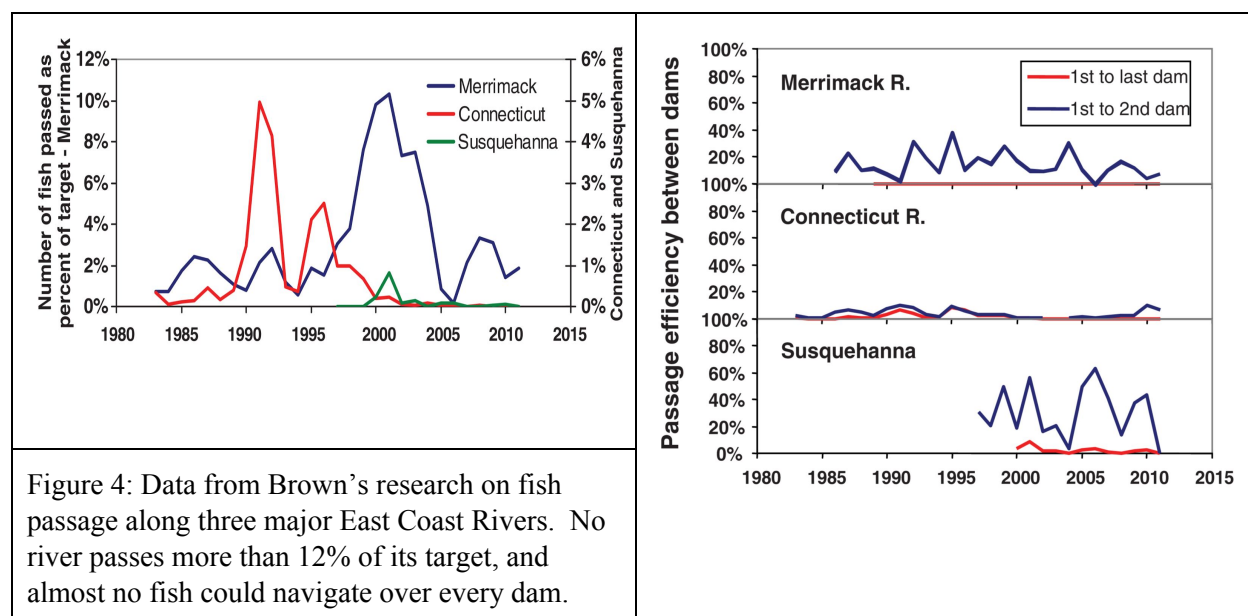 Number of fish passed as
percent of target - Merrimack
12%
10%
8%
6%
4%
2%
0%
6%
5%
4%
3%
2%
1%
0%
Connecticut and Susquehanna
Merrimack
Connecticut
Susquehanna
1980 1985 1990 1995 2000 2005 2010 2015
Figure 4: Data from Brown’s research on fish
passage along three major East Coast Rivers. No
river passes more than 12% of its target, and
almost no fish could navigate over every dam.
Passage efficiency between dams
100%
80%
60%
40%
20%
100%
80%
60%
40%
20%
100%
80%
60%
40%
20%
0%
Merrimack R.
1st to last dam
1st to 2nd dam
Connecticut R.
Susquehanna
1980 1985 1990 1995 2000 2005 2010 2015